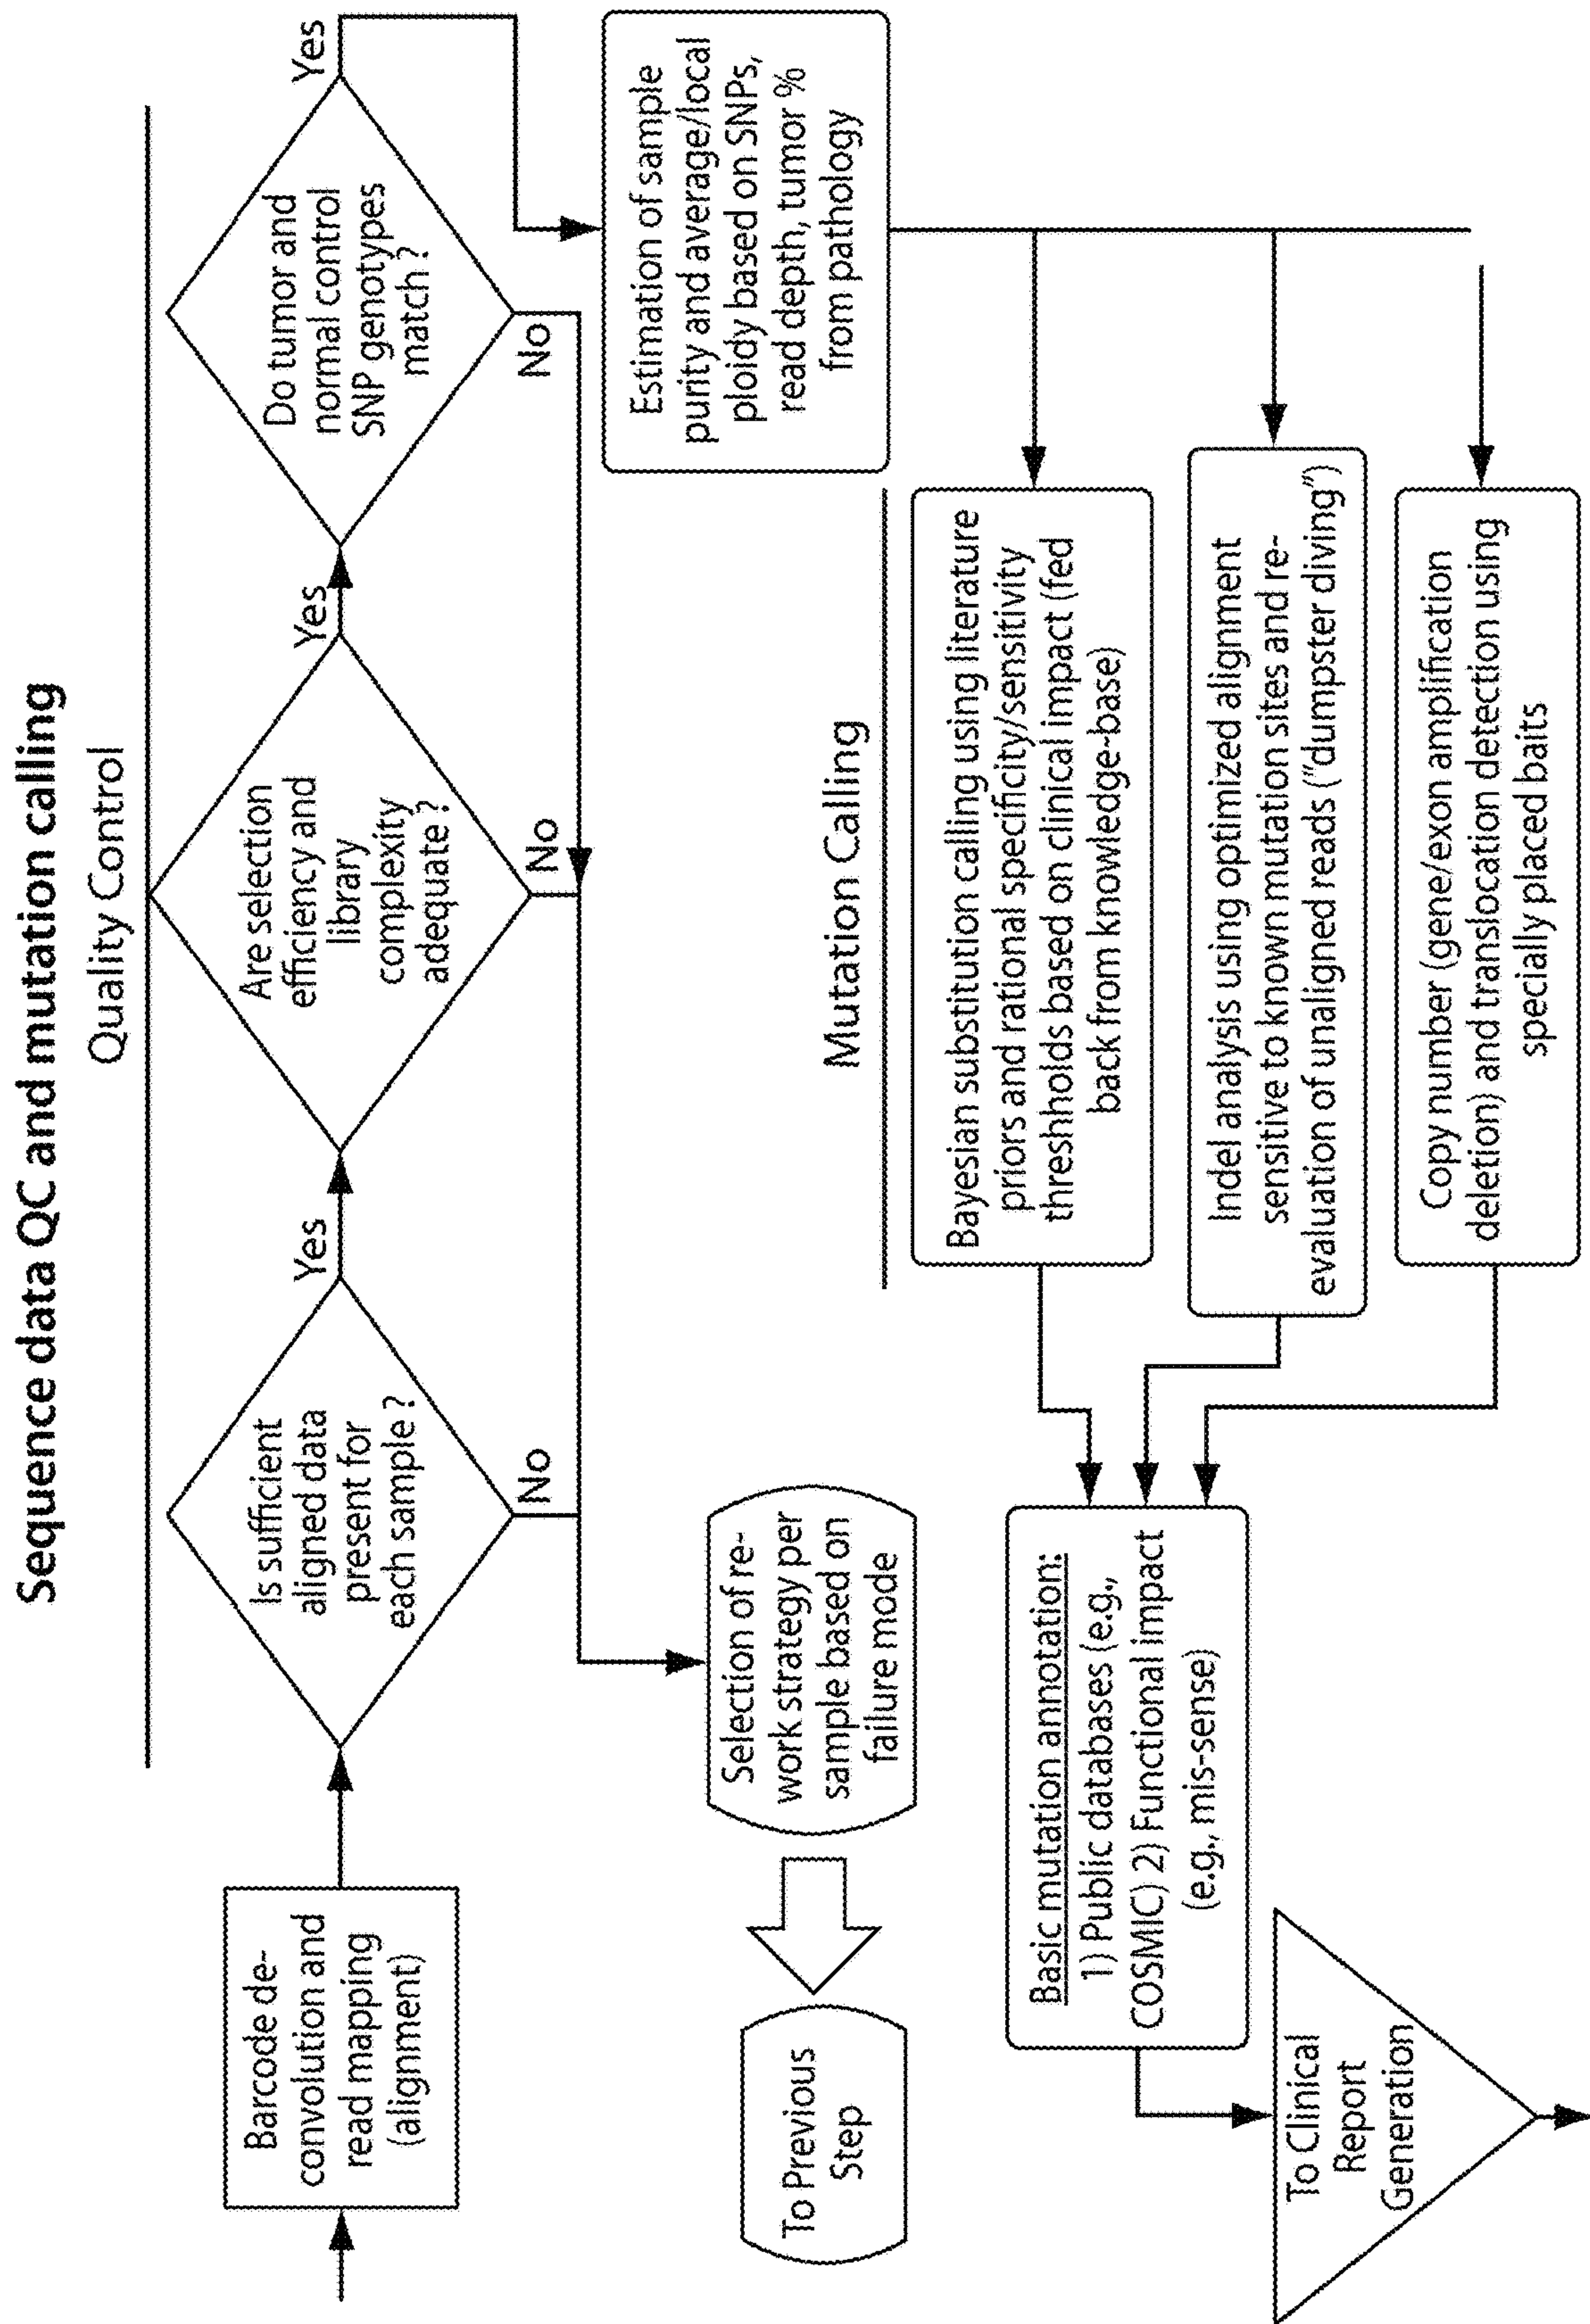 Sequence data QC and mutation calling
Quality Control
Barcode de-
convolution and
read mapping
(alignment)
Is sufficient
aligned data
present for
each sample ?
Yes
No
Are selection
efficiency and
library
complexity
adequate ?
Yes
No
Do tumor and
normal control
SNP genotypes
match ?
Yes
No
Selection of re-
work strategy per
sample based on
failure mode
To Previous
Step
Estimation of sample
purity and average/local
ploidy based on SNPs,
read depth, tumor %
from pathology
Mutation Calling
Bayesian substitution calling using literature
priors and rational specificity/sensitivity
thresholds based on clinical impact (fed
back from knowledge-base)
Indel analysis using optimized alignment
sensitive to known mutation sites and re-
evaluation of unaligned reads ("dumpster diving")
Copy number (gene/exon amplification
deletion) and translocation detection using
specially placed baits
Basic mutation annotation:
1) Public databases (e.g.,
COSMIC) 2) Functional impact
(e.g., mis-sense)
To Clinical
Report
Generation